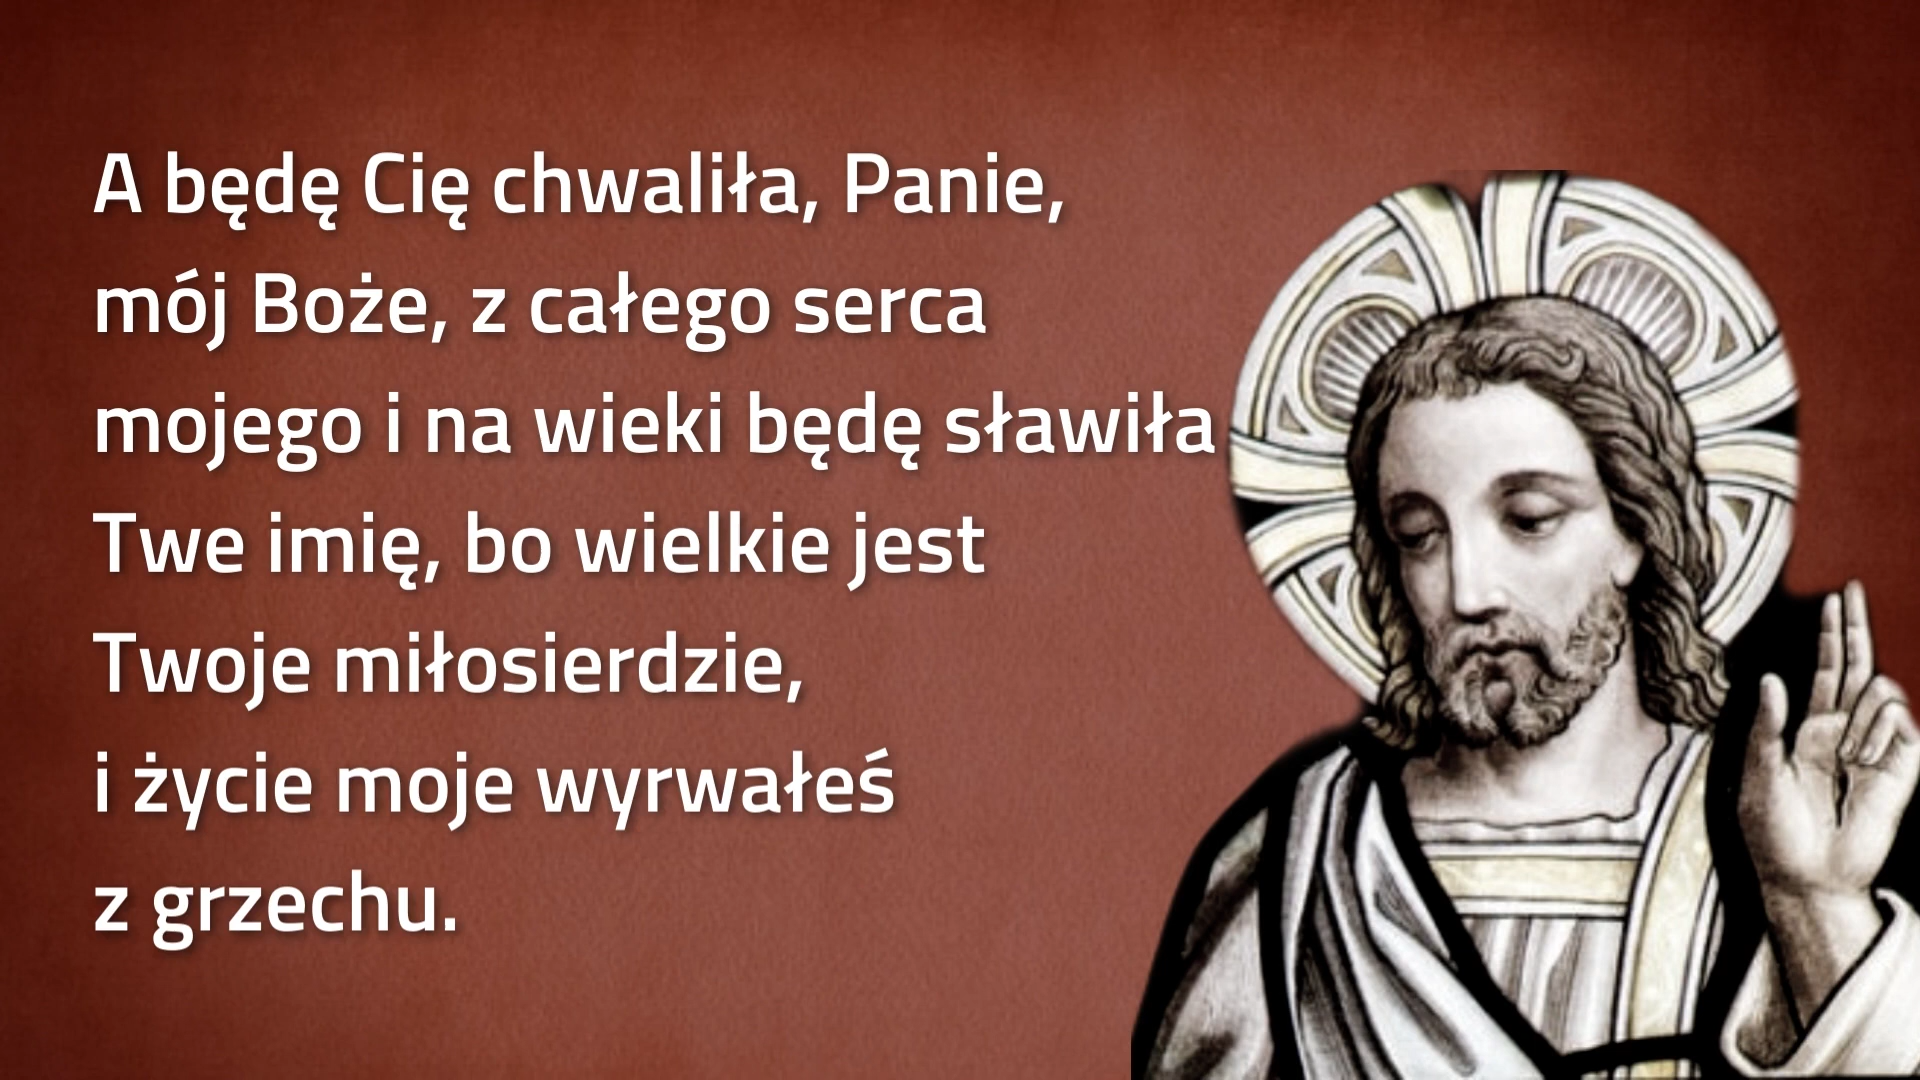 A będę Cię chwaliła, Panie,
mój Boże, z całego serca
mojego i na wieki będę sławiła
Twe imię, bo wielkie jest
Twoje miłosierdzie,
i życie moje wyrwałeś
z grzechu.